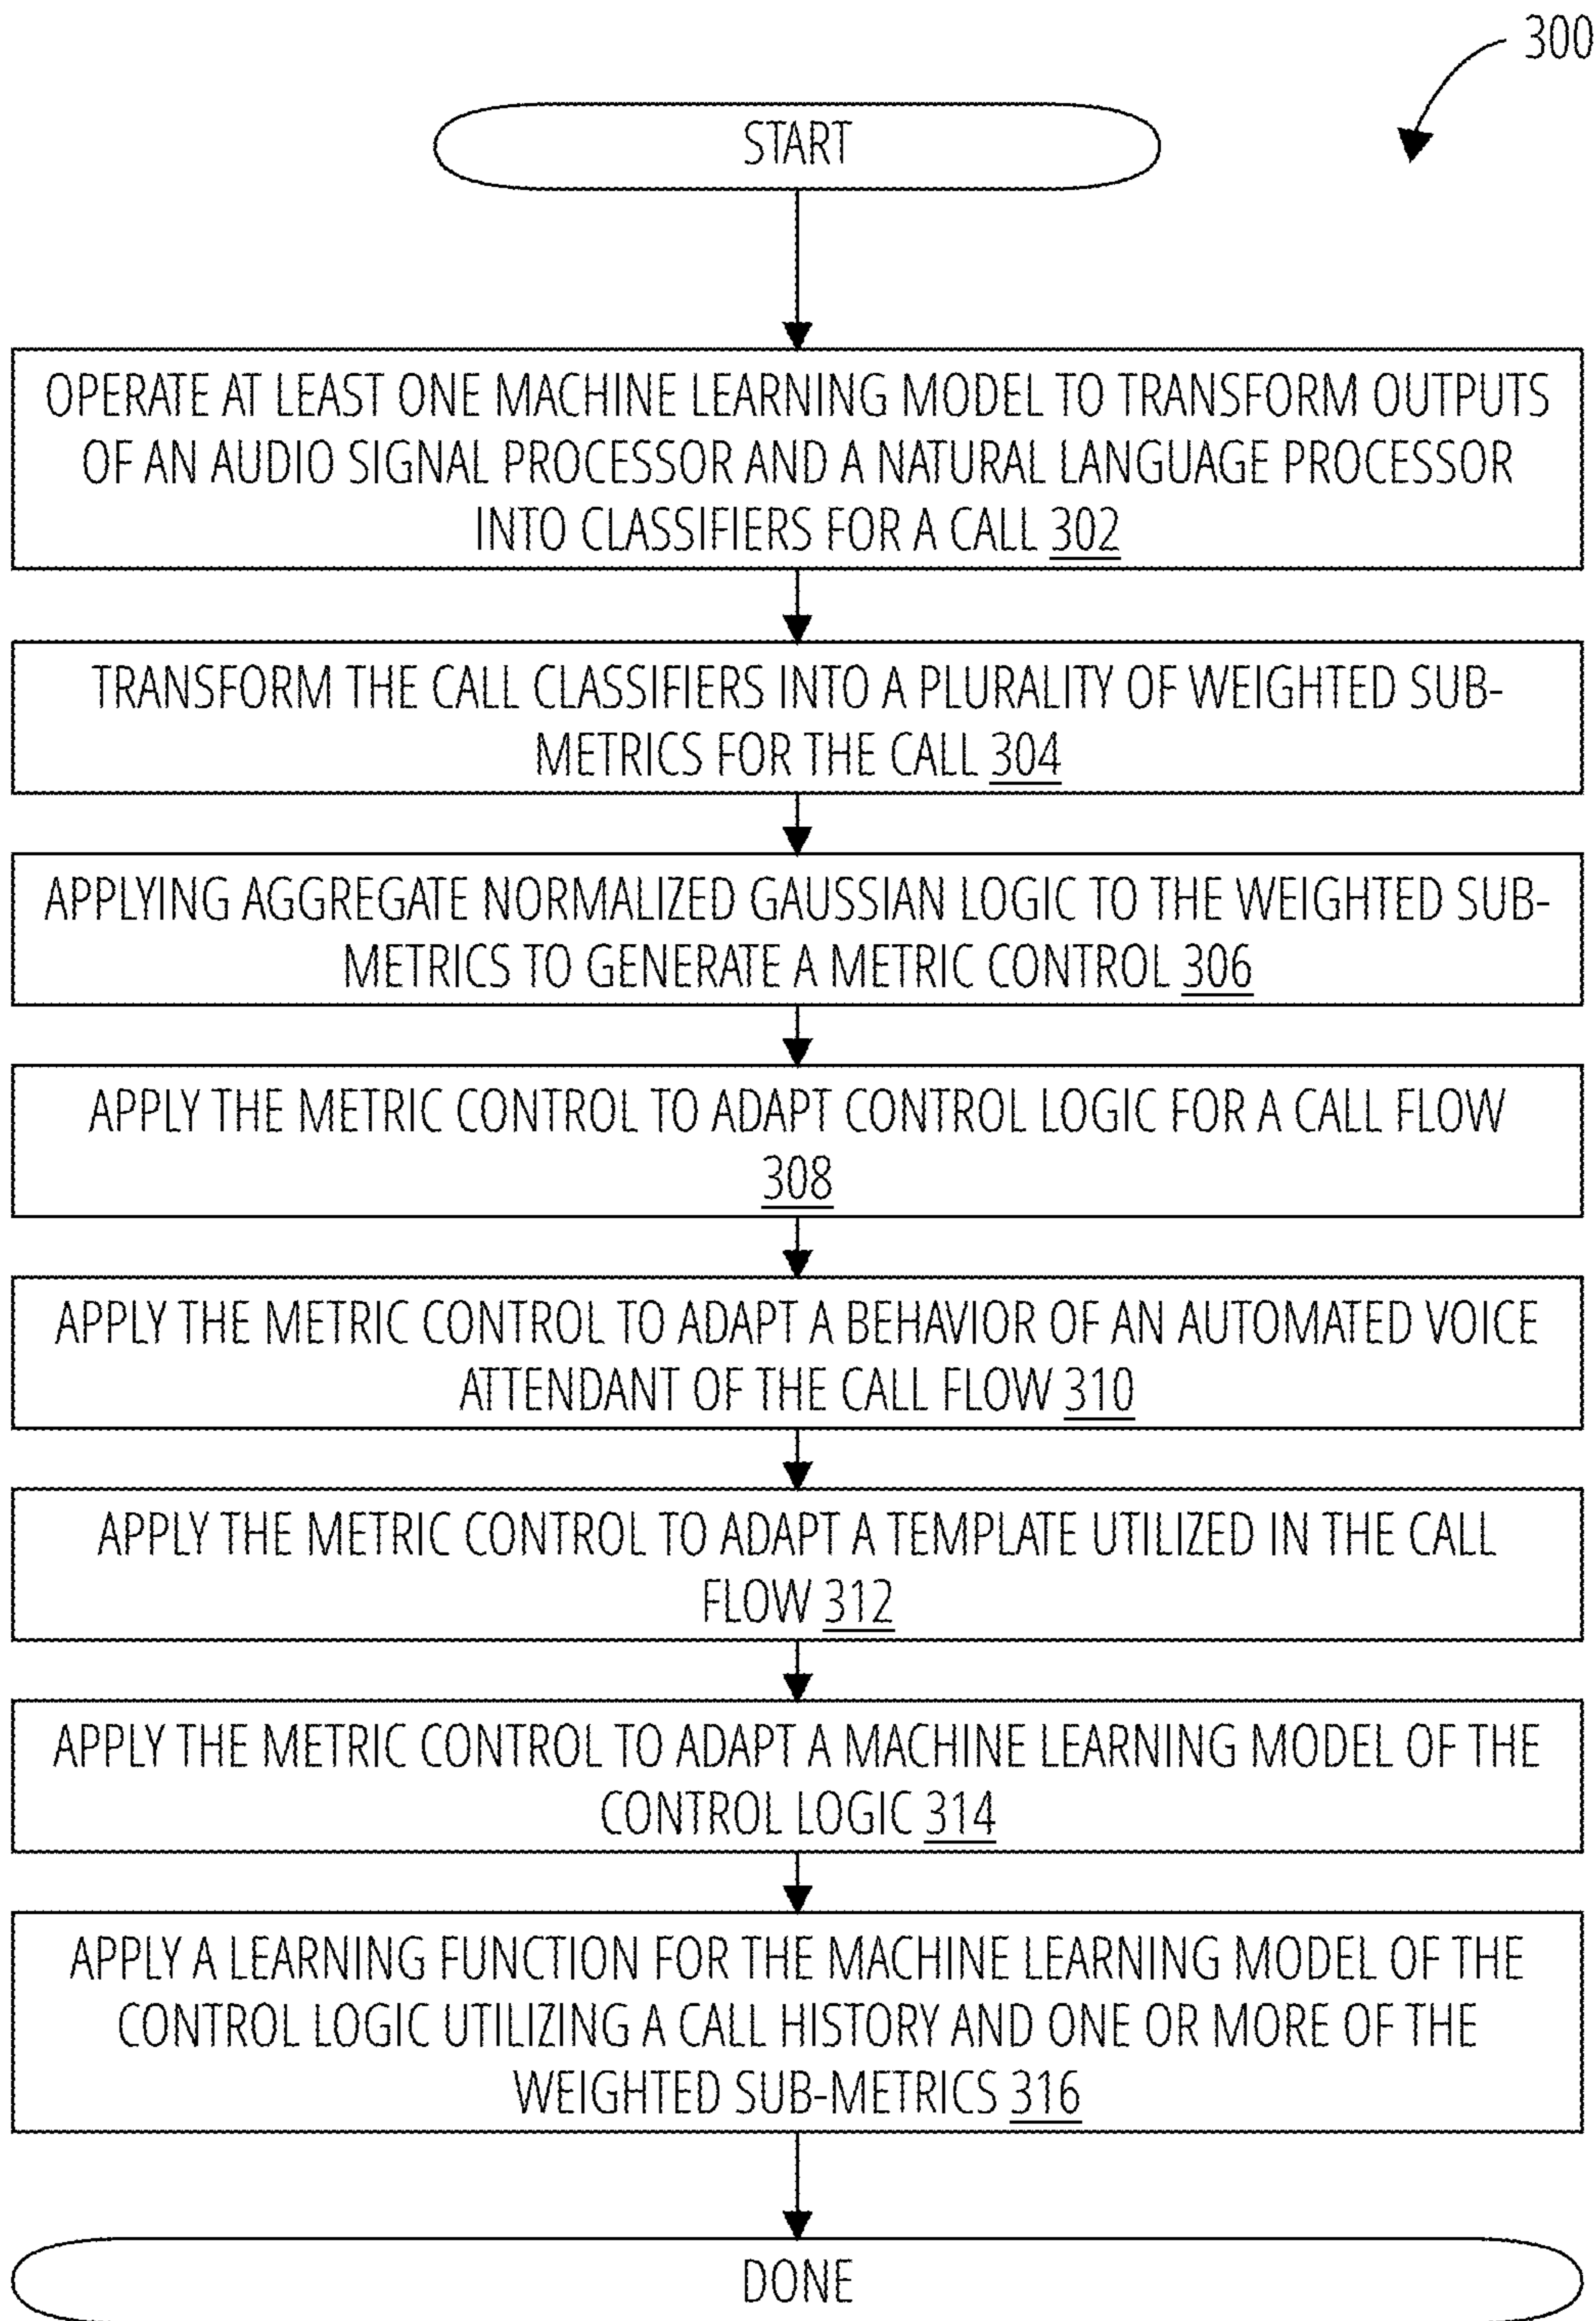 300
START
OPERATE AT LEAST ONE MACHINE LEARNING MODEL TO TRANSFORM OUTPUTS
OF AN AUDIO SIGNAL PROCESSOR AND A NATURAL LANGUAGE PROCESSOR
INTO CLASSIFIERS FOR A CALL 302
TRANSFORM THE CALL CLASSIFIERS INTO A PLURALITY OF WEIGHTED SUB-
METRICS FOR THE CALL 304
APPLYING AGGREGATE NORMALIZED GAUSSIAN LOGIC TO THE WEIGHTED SUB-
METRICS TO GENERATE A METRIC CONTROL 306
APPLY THE METRIC CONTROL TO ADAPT CONTROL LOGIC FOR A CALL FLOW
308
APPLY THE METRIC CONTROL TO ADAPT A BEHAVIOR OF AN AUTOMATED VOICE
ATTENDANT OF THE CALL FLOW 310
APPLY THE METRIC CONTROL TO ADAPT A TEMPLATE UTILIZED IN THE CALL
FLOW 312
APPLY THE METRIC CONTROL TO ADAPT A MACHINE LEARNING MODEL OF THE
CONTROL LOGIC 314
APPLY A LEARNING FUNCTION FOR THE MACHINE LEARNING MODEL OF THE
CONTROL LOGIC UTILIZING A CALL HISTORY AND ONE OR MORE OF THE
WEIGHTED SUB-METRICS 316
DONE